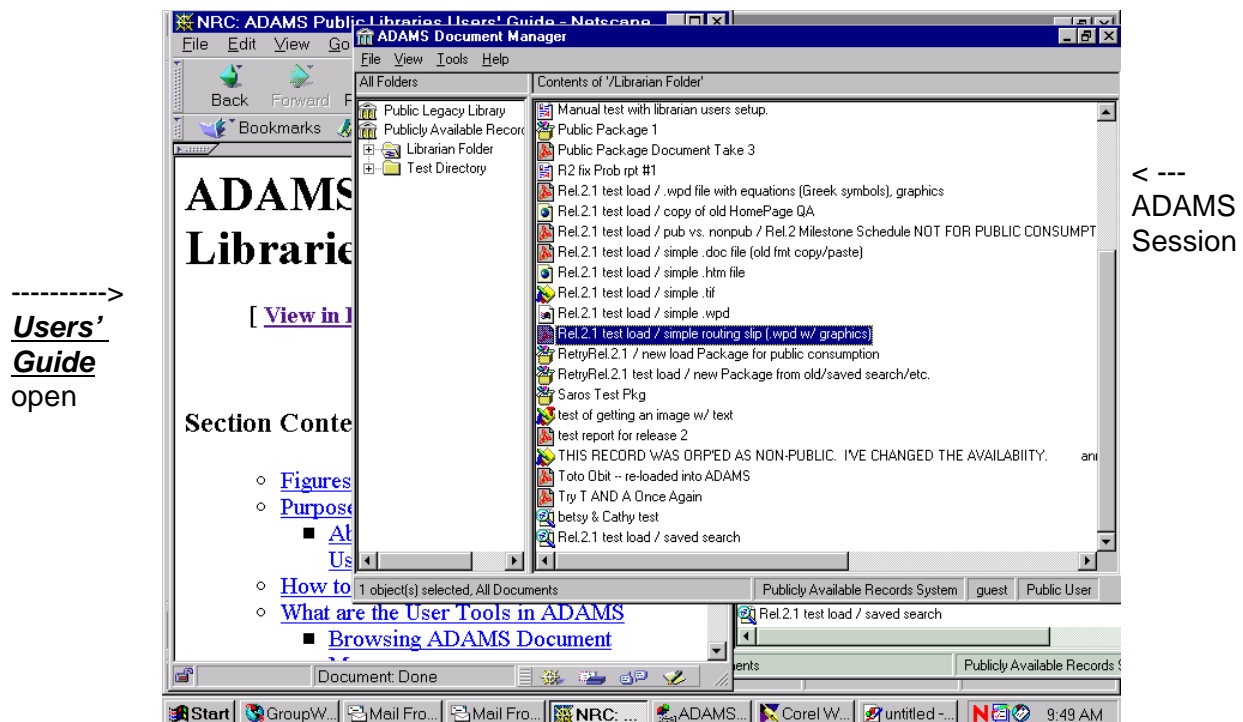 ---------->
Users'
Guide
open
< ---
ADAMS
Session
NRC: ADAMS Public Libraries Users' Guide - Netscape
File Edit View Go
Back Forward
Bookmarks
ADAMS
Librarie
[ View in
Section Conte
Figures
Purpose
Us
How to
What are the User Tools in ADAMS
Browsing ADAMS Document
Document: Done
ADAMS Document Manager
File View Tools Help
All Folders
Contents of '/Librarian Folder'
Public Legacy Library
Publicly Available Recor
Librarian Folder
Test Directory
Manual test with librarian users setup.
Public Package 1
Public Package Document Take 3
R2 fix Prob rpt #1
Rel.2.1 test load / .wpd file with equations (Greek symbols), graphics
Rel.2.1 test load / copy of old HomePage QA
Rel.2.1 test load / pub vs. nonpub / Rel.2 Milestone Schedule NOT FOR PUBLIC CONSUMPT
Rel.2.1 test load / simple .doc file (old fmt copy/paste)
Rel.2.1 test load / simple .htm file
Rel.2.1 test load / simple .tif
Rel.2.1 test load / simple .wpd
Rel.2.1 test load / simple routing slip (.wpd w/ graphics)
RetryRel.2.1 / new load Package for public consumption
RetryRel.2.1 test load / new Package from old/saved search/etc.
Saros Test Pkg
test of getting an image w/ text
test report for release 2
THIS RECORD WAS ORP'ED AS NON-PUBLIC. I'VE CHANGED THE AVAILABIITY. an
Toto Obit -- re-loaded into ADAMS
Try T AND A Once Again
betsy & Cathy test
Rel.2.1 test load / saved search
1 object(s) selected, All Documents
Publicly Available Records System guest Public User
Rel.2.1 test load / saved search
ents
Publicly Available Records
Start GroupW... Mail Fro... Mail Fro... NRC: ... ADAMS... Corel W... untitled -... 9:49 AM